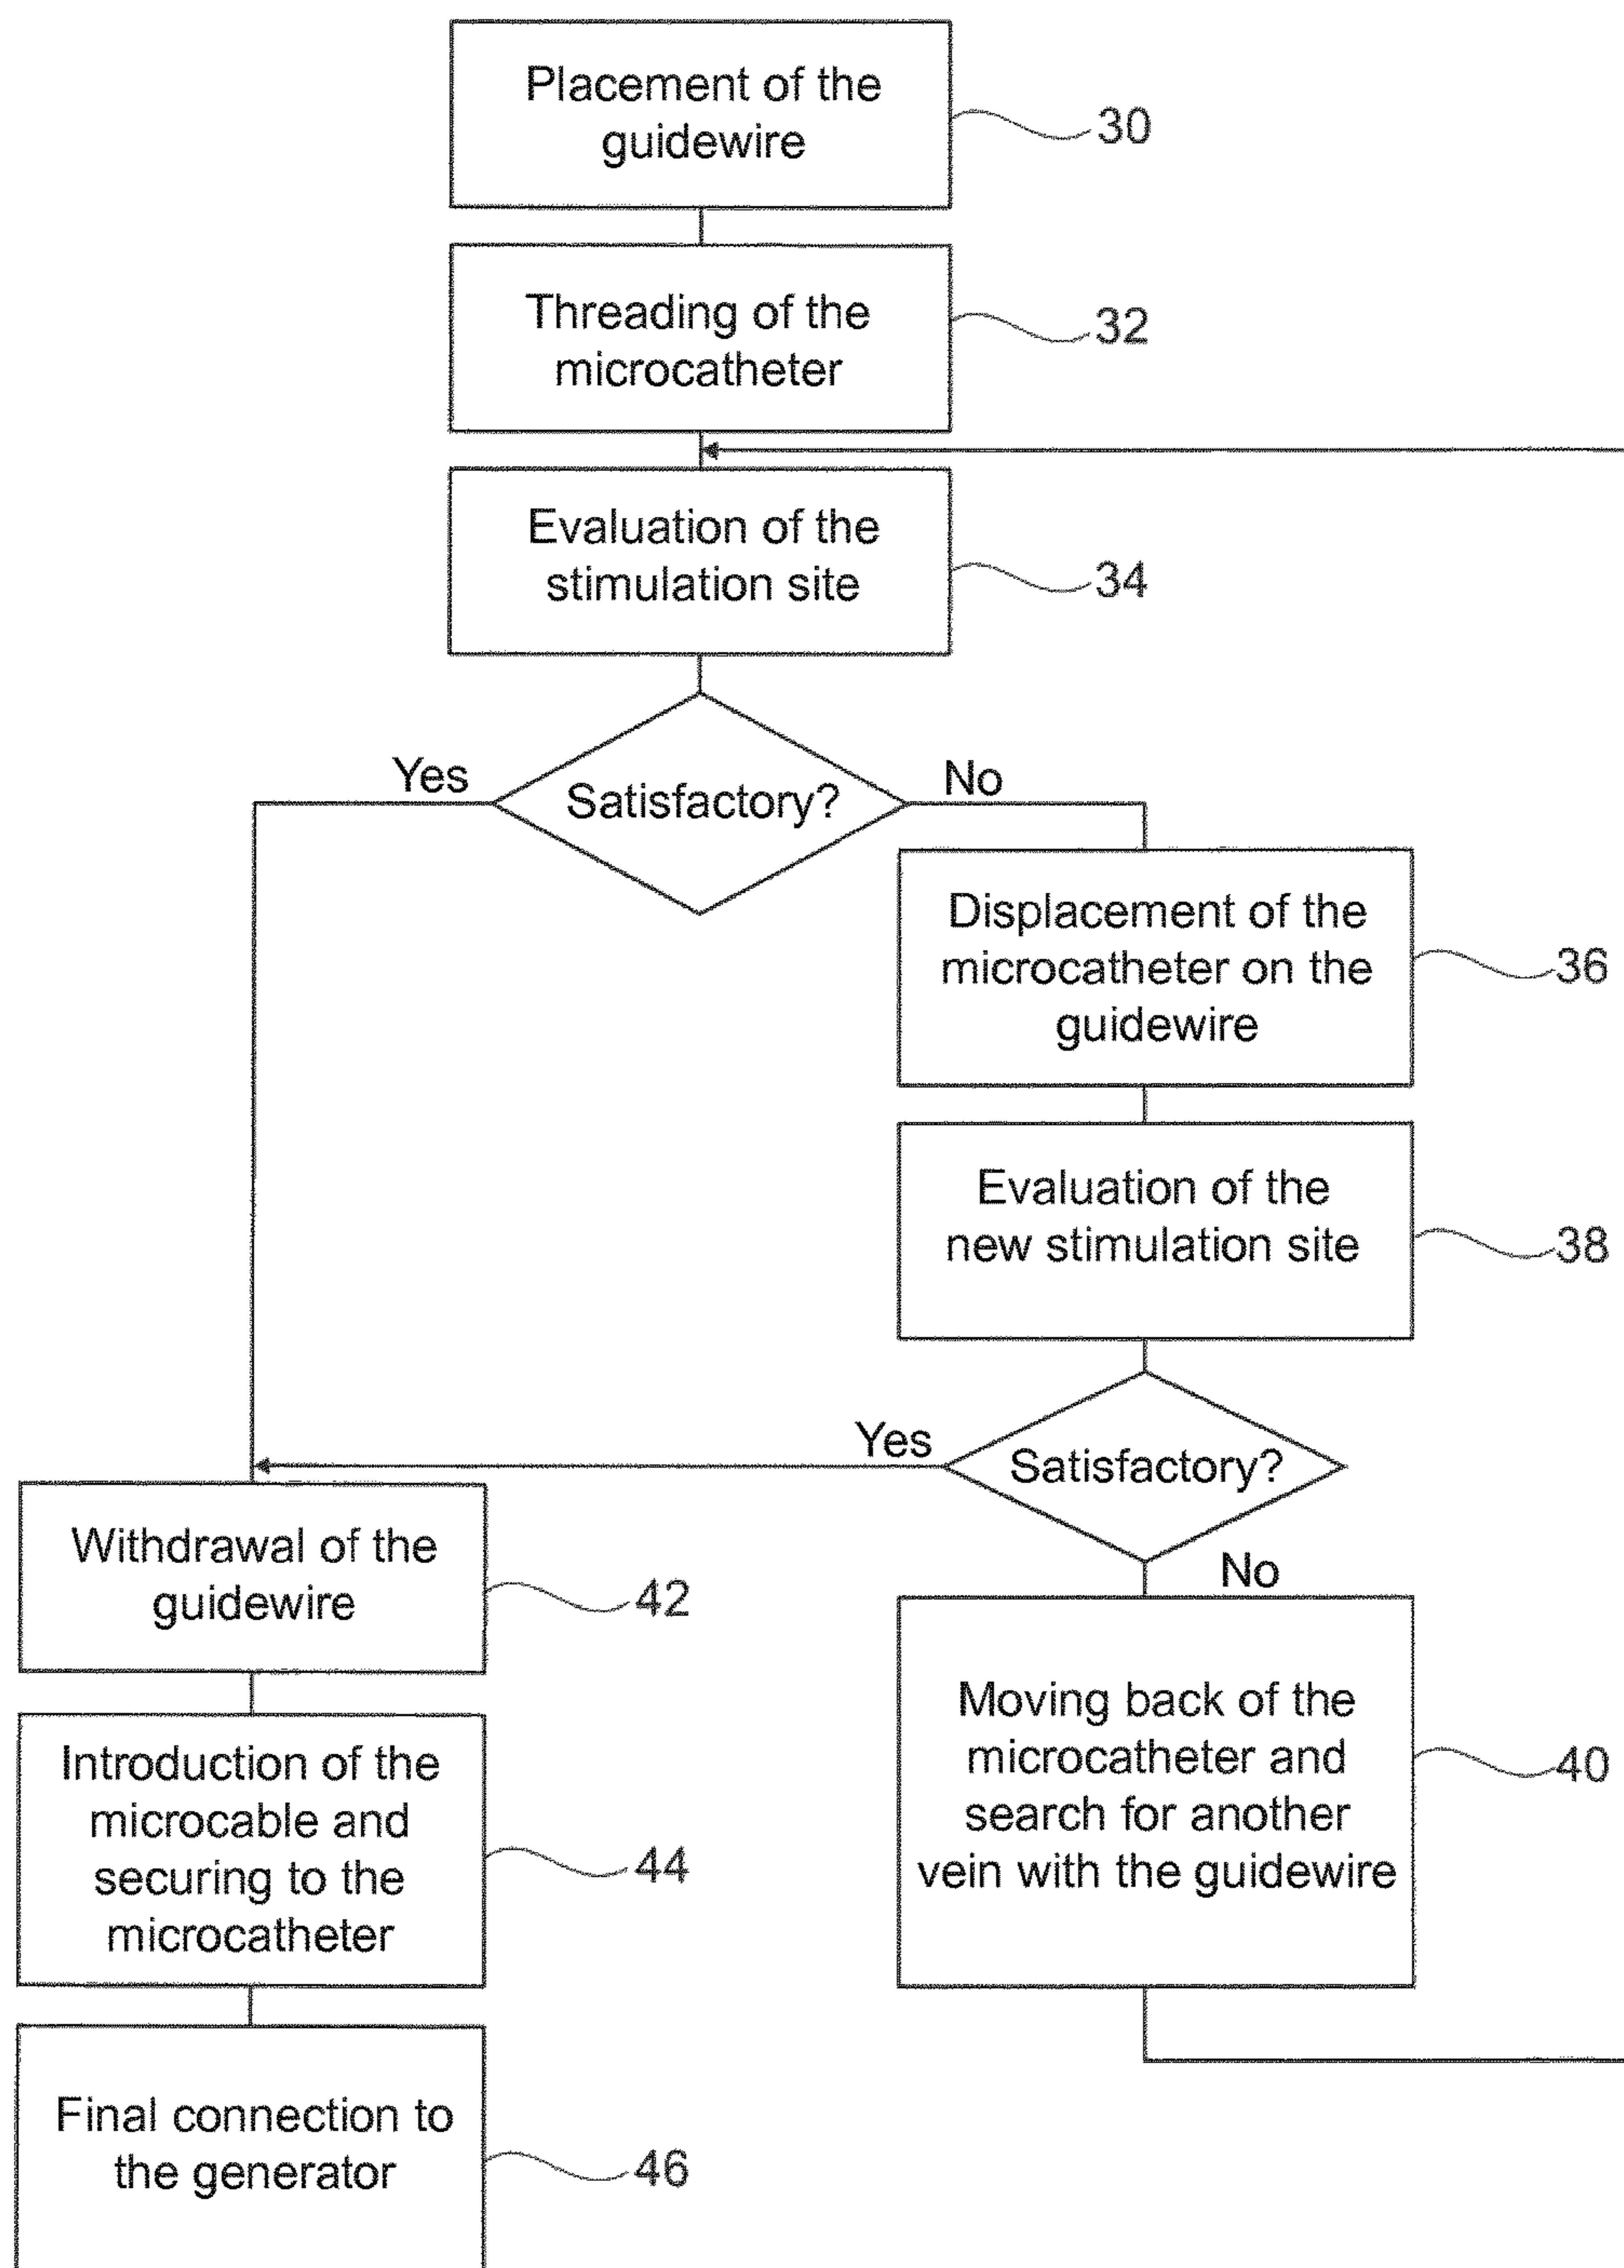 Placement of the
guidewire
30
Threading of the
microcatheter
32
Evaluation of the
stimulation site
34
Yes
Satisfactory?
No
Displacement of the
microcatheter on the
guidewire
36
Evaluation of the
new stimulation site
38
Yes
Satisfactory?
No
Withdrawal of the
guidewire
42
Moving back of the
microcatheter and
search for another
vein with the guidewire
40
Introduction of the
microcable and
securing to the
microcatheter
44
Final connection to
the generator
46